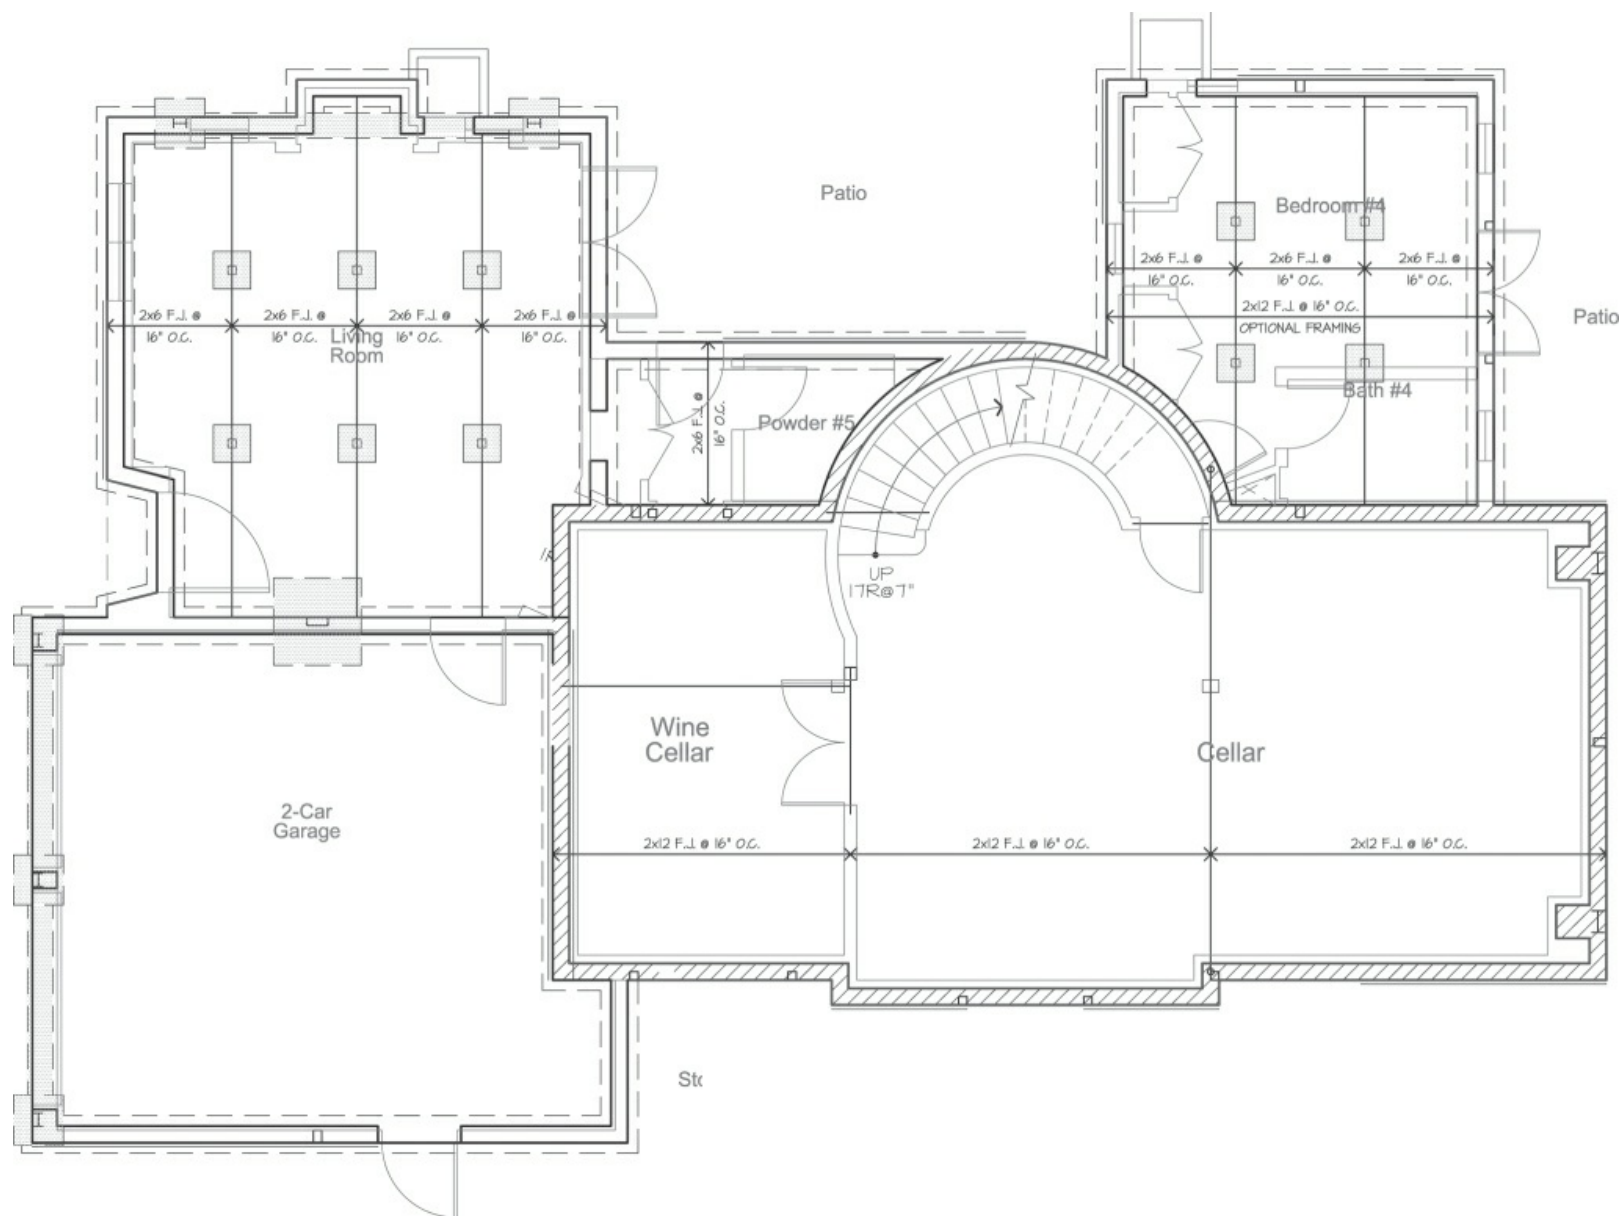 Patio
Bedroom #4
2x6 F.J. @
16" O.C.
2x6 F.J. @
16" O.C.
2x6 F.J. @
16" O.C.
2x12 F.J. @ 16" O.C.
OPTIONAL FRAMING
Patio
2x6 F.J. @
16" O.C.
2x6 F.J. @
16" O.C.
2x6 F.J. @
16" O.C.
2x6 F.J. @
16" O.C.
Living
Room
Bath #4
2x6 F.J. @
16" O.C.
Powder #5
UP
17R@7"
Wine
Cellar
Cellar
2-Car
Garage
2x12 F.J. @ 16" O.C.
2x12 F.J. @ 16" O.C.
2x12 F.J. @ 16" O.C.